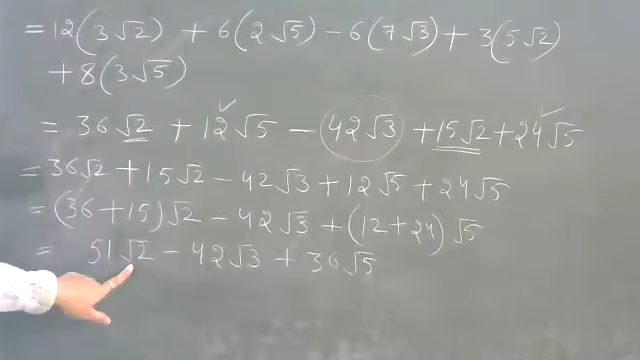 = 12(3√2) + 6(2√5) − 6(7√3) + 3(5√2)
+ 8(3√5)
= 36√2 + 12√5 − 42√3 + 15√2 + 24√5
= 36√2 + 15√2 − 42√3 + 12√5 + 24√5
= (36 + 15)√2 − 42√3 + (12 + 24)√5
= 51√2 − 42√3 + 36√5